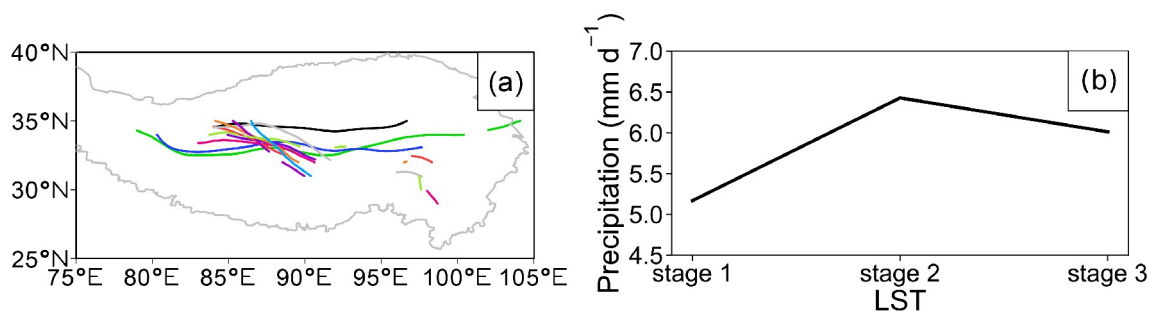 40°N
35°N
30°N
25°N
75°E 80°E 85°E 90°E 95°E 100°E 105°E
(a)
Precipitation (mm d⁻¹)
7.0
6.5
6.0
5.5
5.0
4.5
stage 1 stage 2 stage 3
LST
(b)